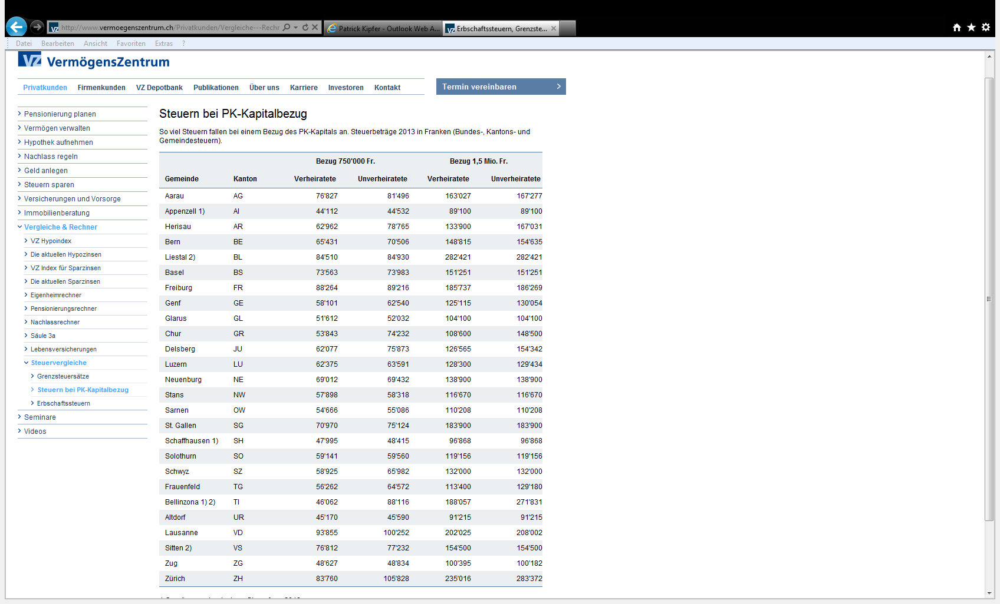 http://www.vermoegenszentrum.ch/Privatkunden/Vergleiche---Rechr
Patrick Kipfer - Outlook Web A...
VZ Erbschaftssteuern, Grenzste...
Datei Bearbeiten Ansicht Favoriten Extras ?
VZ VermögensZentrum
Privatkunden Firmenkunden VZ Depotbank Publikationen Über uns Karriere Investoren Kontakt
Termin vereinbaren
Pensionierung planen
Vermögen verwalten
Hypothek aufnehmen
Nachlass regeln
Geld anlegen
Steuern sparen
Versicherungen und Vorsorge
Immobilienberatung
Vergleiche & Rechner
VZ Hypoindex
Die aktuellen Hypozinsen
VZ Index für Sparzinsen
Die aktuellen Sparzinsen
Eigenheimrechner
Pensionierungsrechner
Nachlassrechner
Säule 3a
Lebensversicherungen
Steuervergleiche
Grenzsteuersätze
Steuern bei PK-Kapitalbezug
Erbschaftssteuern
Seminare
Videos
Steuern bei PK-Kapitalbezug
So viel Steuern fallen bei einem Bezug des PK-Kapitals an. Steuerbeträge 2013 in Franken (Bundes-, Kantons- und
Gemeindesteuern).
Bezug 750'000 Fr. Bezug 1,5 Mio. Fr.
Gemeinde Kanton Verheiratete Unverheiratete Verheiratete Unverheiratete
Aarau AG 76'827 81'496 163'027 167'277
Appenzell 1) AI 44'112 44'532 89'100 89'100
Herisau AR 62'962 78'765 133'900 167'031
Bern BE 65'431 70'506 148'815 154'635
Liestal 2) BL 84'510 84'930 282'421 282'421
Basel BS 73'563 73'983 151'251 151'251
Freiburg FR 88'264 89'216 185'737 186'269
Genf GE 58'101 62'540 125'115 130'054
Glarus GL 51'612 52'032 104'100 104'100
Chur GR 53'843 74'232 108'600 148'500
Delsberg JU 62'077 75'873 126'565 154'342
Luzern LU 62'375 63'591 128'300 129'434
Neuenburg NE 69'012 69'432 138'900 138'900
Stans NW 57'898 58'318 116'670 116'670
Sarnen OW 54'666 55'086 110'208 110'208
St. Gallen SG 70'970 75'124 183'900 183'900
Schaffhausen 1) SH 47'995 48'415 96'868 96'868
Solothurn SO 59'141 59'560 119'156 119'156
Schwyz SZ 58'925 65'982 132'000 132'000
Frauenfeld TG 56'262 64'572 113'400 129'180
Bellinzona 1) 2) TI 46'062 88'116 188'057 271'831
Altdorf UR 45'170 45'590 91'215 91'215
Lausanne VD 93'855 100'252 202'025 208'002
Sitten 2) VS 76'812 77'232 154'500 154'500
Zug ZG 48'627 48'834 100'395 100'182
Zürich ZH 83'760 105'828 235'016 283'372